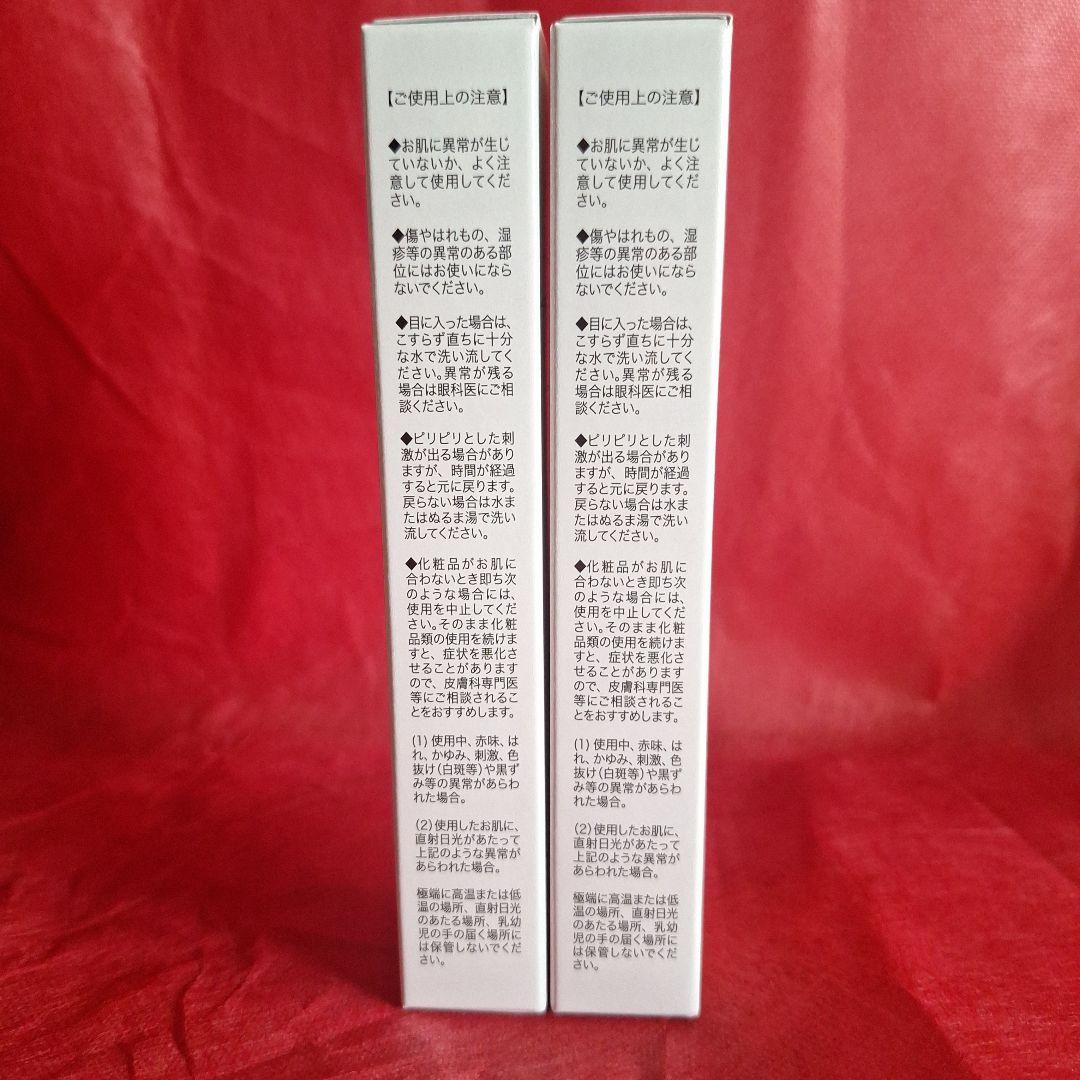 【ご使用上の注意】
◆お肌に異常が生じ
ていないか、よく注
意して使用してくだ
さい。
◆傷やはれもの、湿
疹等の異常のある部
位にはお使いになら
ないでください。
◆目に入った場合は、
こすらず直ちに十分
な水で洗い流してく
ださい。異常が残る
場合は眼科医にご相
談ください。
◆ピリピリとした刺
激が出る場合があり
ますが、時間が経過
すると元に戻ります。
戻らない場合は水ま
たはぬるま湯で洗い
流してください。
◆化粧品がお肌に
合わないとき即ち次
のような場合には、
使用を中止してくだ
さい。そのまま化粧
品類の使用を続けま
すと、症状を悪化さ
せることがあります
ので、皮膚科専門医
等にご相談されるこ
とをおすすめします。
(1) 使用中、赤味、は
れ、かゆみ、刺激、色
抜け(白斑等)や黒ず
み等の異常があらわ
れた場合。
(2) 使用したお肌に、
直射日光があたって
上記のような異常が
あらわれた場合。
極端に高温または低
温の場所、直射日光
のあたる場所、乳幼
児の手の届く場所に
は保管しないでくだ
さい。
【ご使用上の注意】
◆お肌に異常が生じ
ていないか、よく注
意して使用してくだ
さい。
◆傷やはれもの、湿
疹等の異常のある部
位にはお使いになら
ないでください。
◆目に入った場合は、
こすらず直ちに十分
な水で洗い流してく
ださい。異常が残る
場合は眼科医にご相
談ください。
◆ピリピリとした刺
激が出る場合があり
ますが、時間が経過
すると元に戻ります。
戻らない場合は水ま
たはぬるま湯で洗い
流してください。
◆化粧品がお肌に
合わないとき即ち次
のような場合には、
使用を中止してくだ
さい。そのまま化粧
品類の使用を続けま
すと、症状を悪化さ
せることがあります
ので、皮膚科専門医
等にご相談されるこ
とをおすすめします。
(1) 使用中、赤味、は
れ、かゆみ、刺激、色
抜け(白斑等)や黒ず
み等の異常があらわ
れた場合。
(2) 使用したお肌に、
直射日光があたって
上記のような異常が
あらわれた場合。
極端に高温または低
温の場所、直射日光
のあたる場所、乳幼
児の手の届く場所に
は保管しないでくだ
さい。